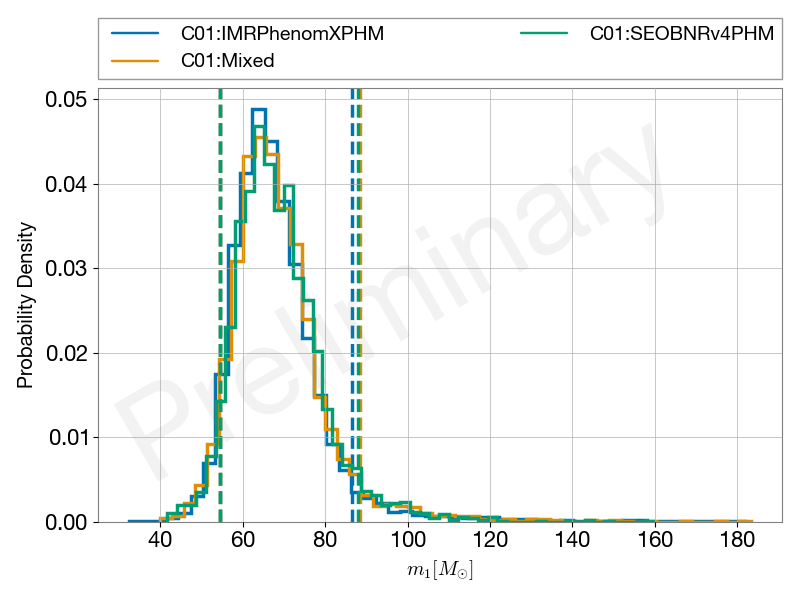 C01:IMRPhenomXPHM
C01:Mixed
C01:SEOBNRv4PHM
Probability Density
0.05
0.04
0.03
0.02
0.01
0.00
40 60 80 100 120 140 160 180
m₁[M☉]
Preliminary